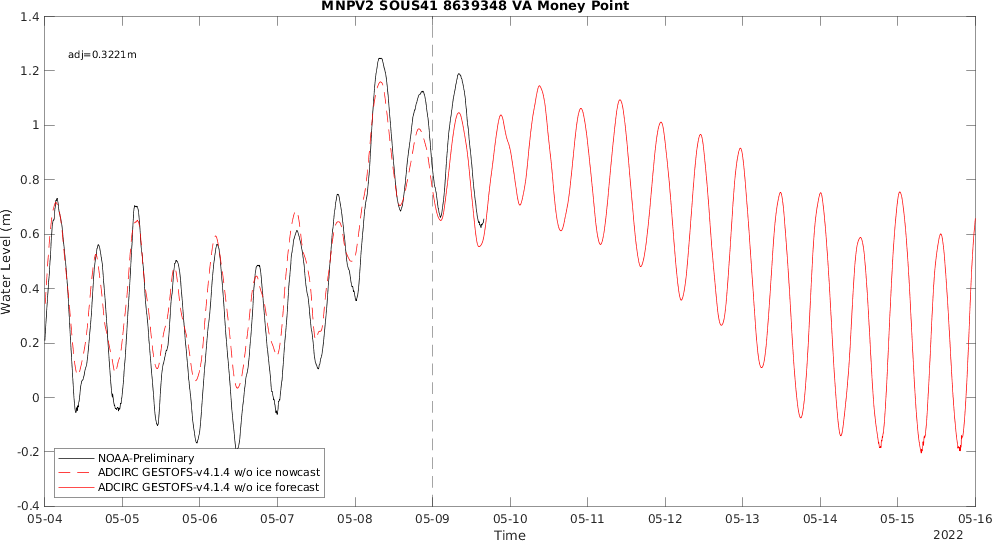 MNPV2 SOUS41 8639348 VA Money Point
adj=0.3221m
1.4
1.2
1
0.8
0.6
0.4
0.2
0
-0.2
-0.4
Water Level (m)
NOAA-Preliminary
ADCIRC GESTOFS-v4.1.4 w/o ice nowcast
ADCIRC GESTOFS-v4.1.4 w/o ice forecast
05-04 05-05 05-06 05-07 05-08 05-09 05-10 05-11 05-12 05-13 05-14 05-15 05-16
Time
2022